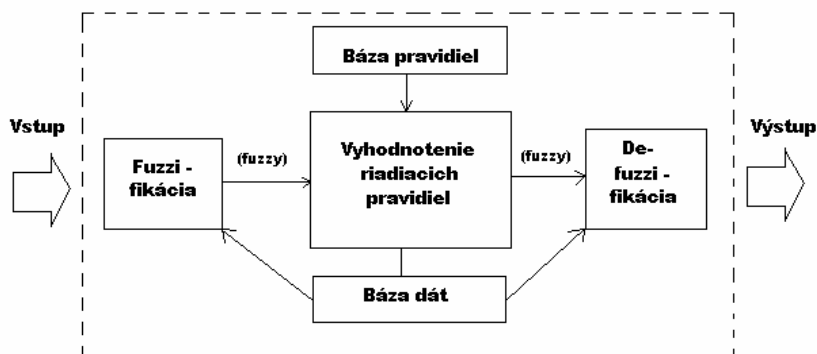 Báza pravidiel
Vstup
Fuzzi -
fikácia
(fuzzy)
Vyhodnotenie
riadiacich
pravidiel
(fuzzy)
De-
fuzzi -
fikácia
Výstup
Báza dát